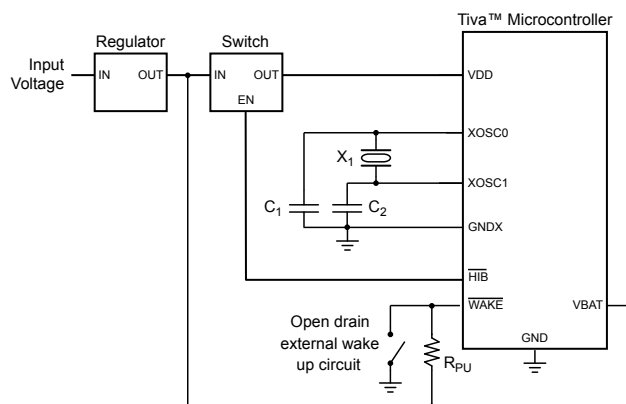 Tiva™ Microcontroller
Regulator
Switch
Input
Voltage
IN
OUT
IN
OUT
EN
VDD
XOSC0
X1
XOSC1
C1
C2
GNDX
HIB
WAKE
VBAT
Open drain
external wake
up circuit
RPU
GND